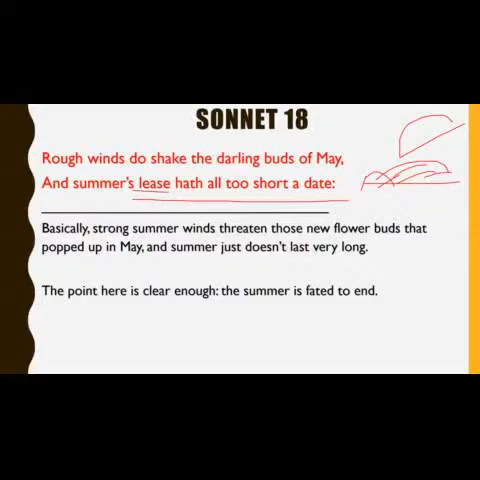 SONNET 18
Rough winds do shake the darling buds of May,
And summer's lease hath all too short a date:
Basically, strong summer winds threaten those new flower buds that
popped up in May, and summer just doesn't last very long.
The point here is clear enough: the summer is fated to end.